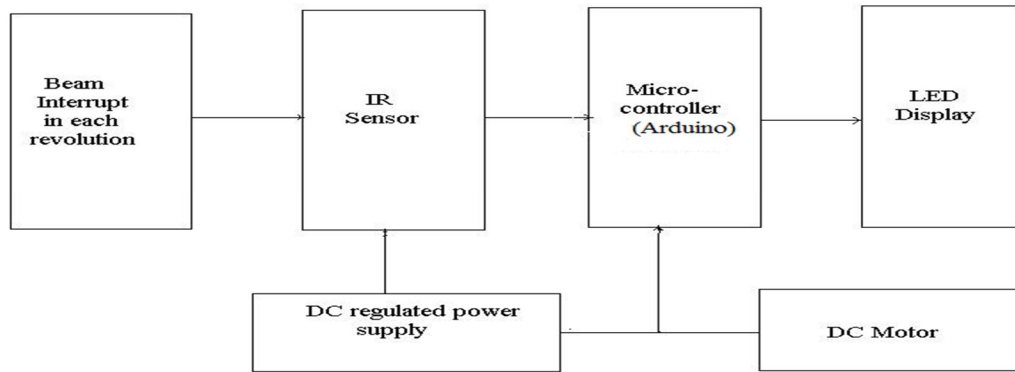 Beam
Interrupt
in each
revolution
IR
Sensor
Micro-
controller
(Arduino)
LED
Display
DC regulated power
supply
DC Motor